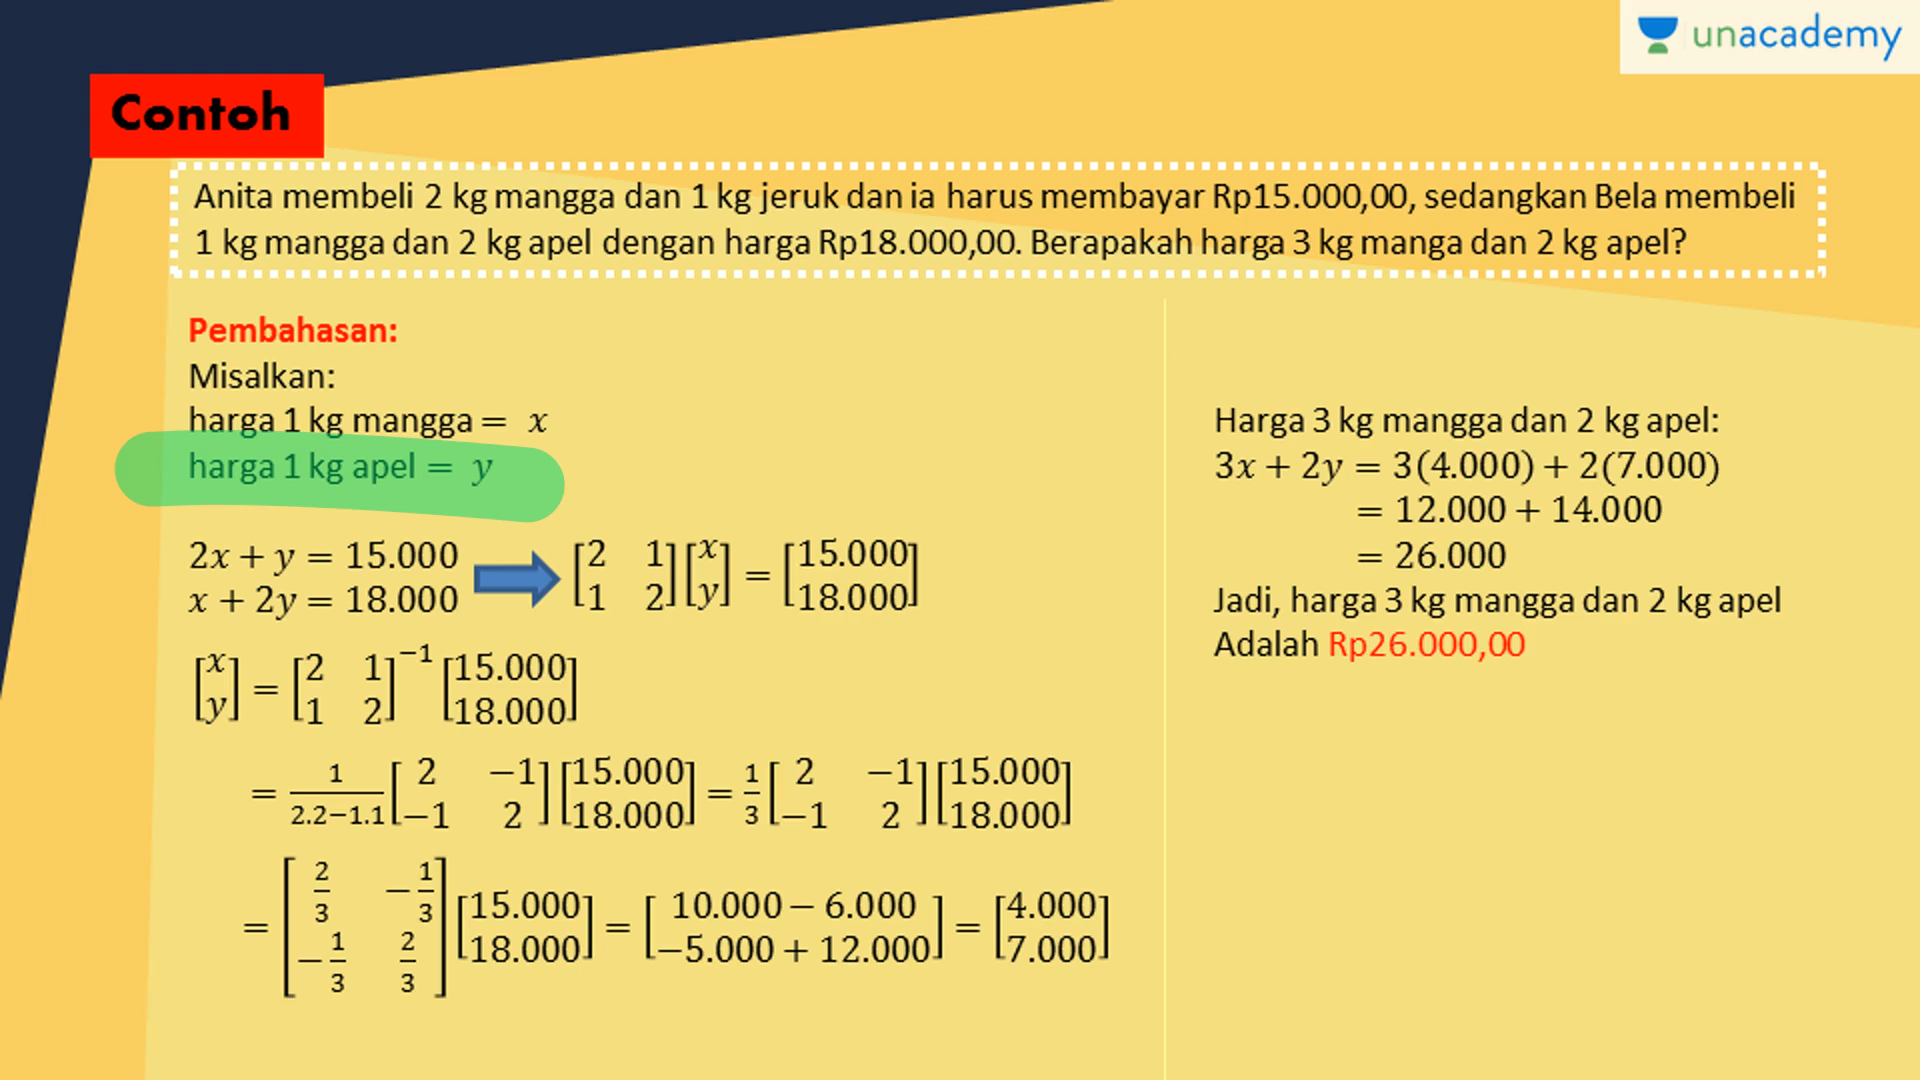 unacademy
Contoh
Anita membeli 2 kg mangga dan 1 kg jeruk dan ia harus membayar Rp15.000,00, sedangkan Bela membeli
1 kg mangga dan 2 kg apel dengan harga Rp18.000,00. Berapakah harga 3 kg manga dan 2 kg apel?
Pembahasan:
Misalkan:
harga 1 kg mangga = x
harga 1 kg apel = y
2x + y = 15.000
x + 2y = 18.000
[2 1; 1 2][x; y] = [15.000; 18.000]
[x; y] = [2 1; 1 2]⁻¹ [15.000; 18.000]
= 1/(2.2−1.1) [2 −1; −1 2][15.000; 18.000] = 1/3 [2 −1; −1 2][15.000; 18.000]
= [2/3 −1/3; −1/3 2/3][15.000; 18.000] = [10.000 − 6.000; −5.000 + 12.000] = [4.000; 7.000]
Harga 3 kg mangga dan 2 kg apel:
3x + 2y = 3(4.000) + 2(7.000)
= 12.000 + 14.000
= 26.000
Jadi, harga 3 kg mangga dan 2 kg apel
Adalah Rp26.000,00